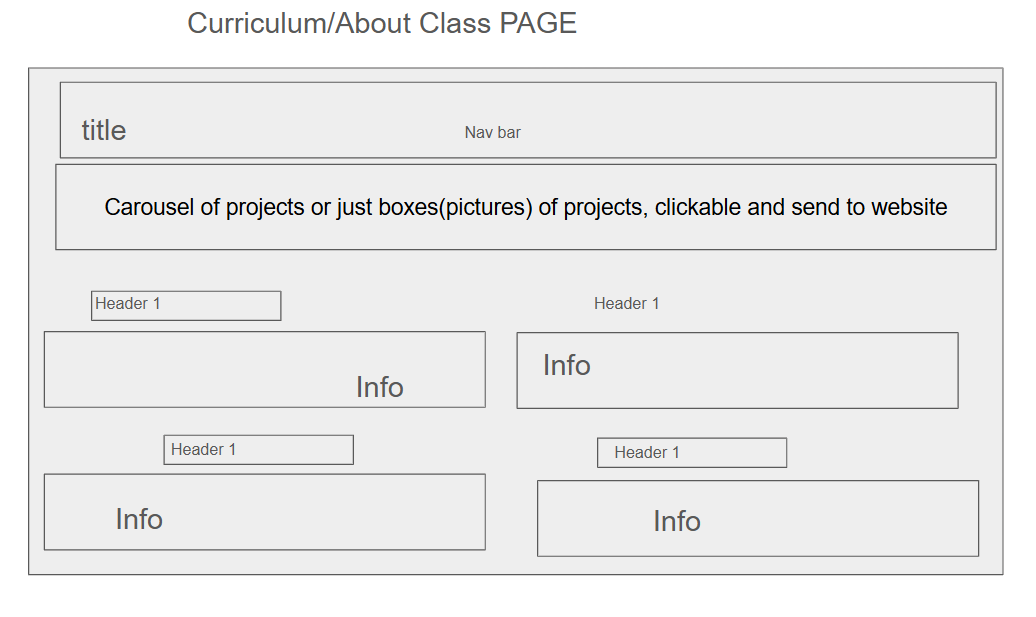 Curriculum/About Class PAGE
title
Nav bar
Carousel of projects or just boxes(pictures) of projects, clickable and send to website
Header 1
Header 1
Info
Info
Header 1
Header 1
Info
Info